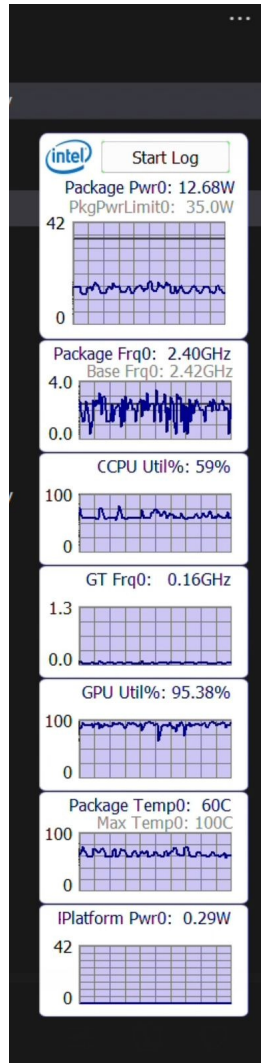 ...
intel
Start Log
Package Pwr0: 12.68W
PkgPwrLimit0: 35.0W
42
0
Package Frq0: 2.40GHz
Base Frq0: 2.42GHz
4.0
0.0
CCPU Util%: 59%
100
0
GT Frq0: 0.16GHz
1.3
0.0
GPU Util%: 95.38%
100
0
Package Temp0: 60C
Max Temp0: 100C
100
0
IPlatform Pwr0: 0.29W
42
0